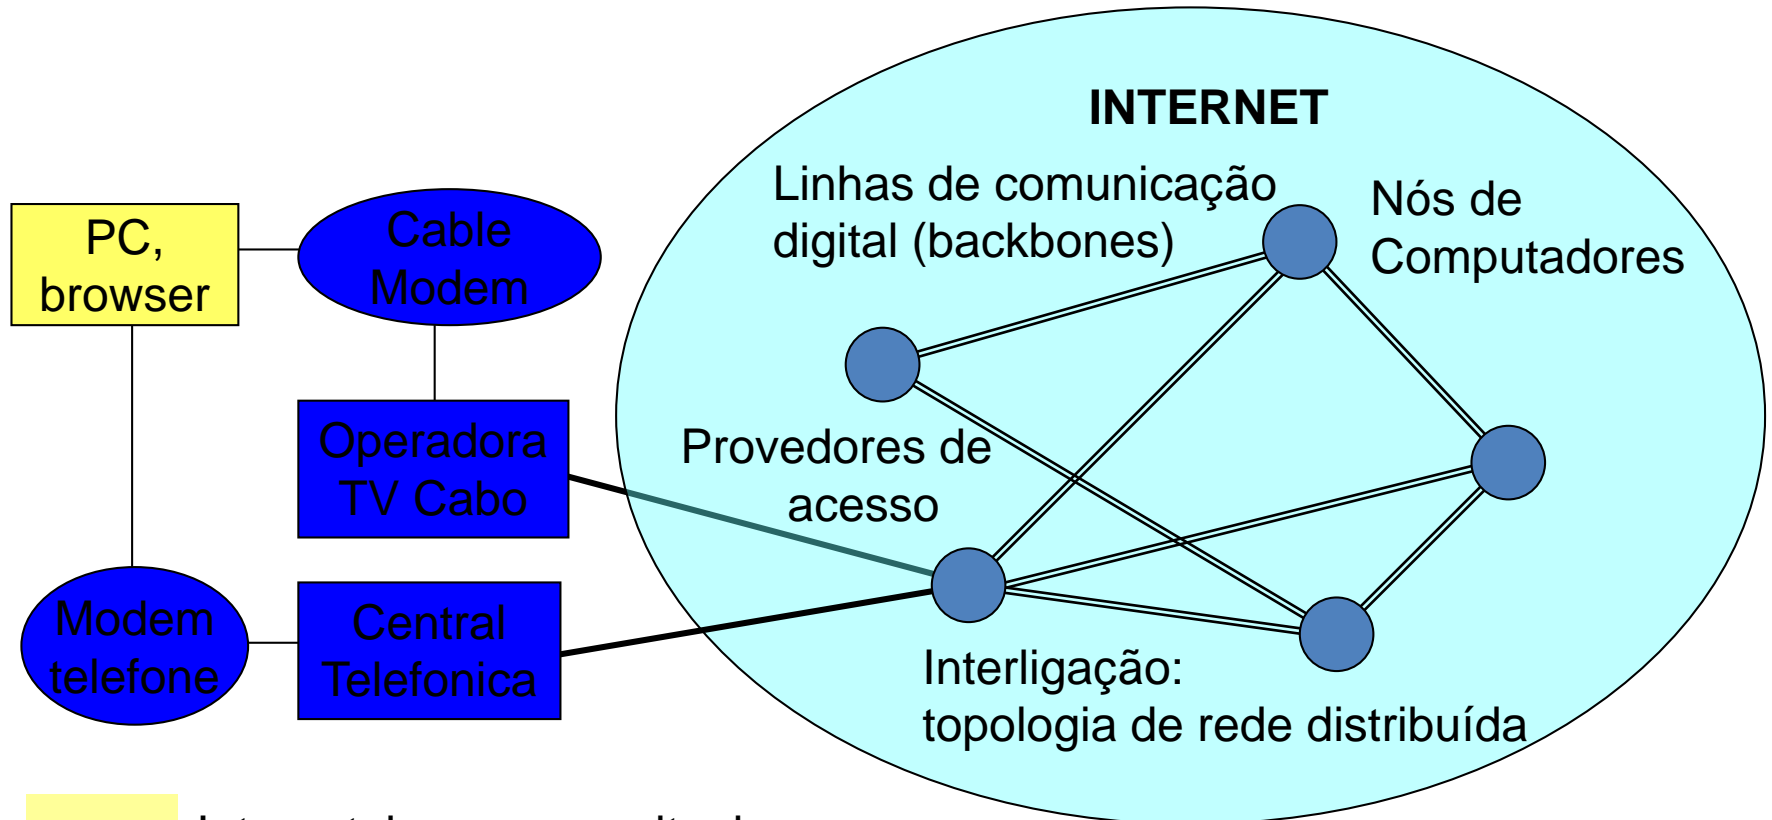 INTERNET
Linhas de comunicação
digital (backbones)
Nós de
Computadores
PC,
browser
Cable
Modem
Operadora
TV Cabo
Provedores de
acesso
Modem
telefone
Central
Telefonica
Interligação:
topologia de rede distribuída